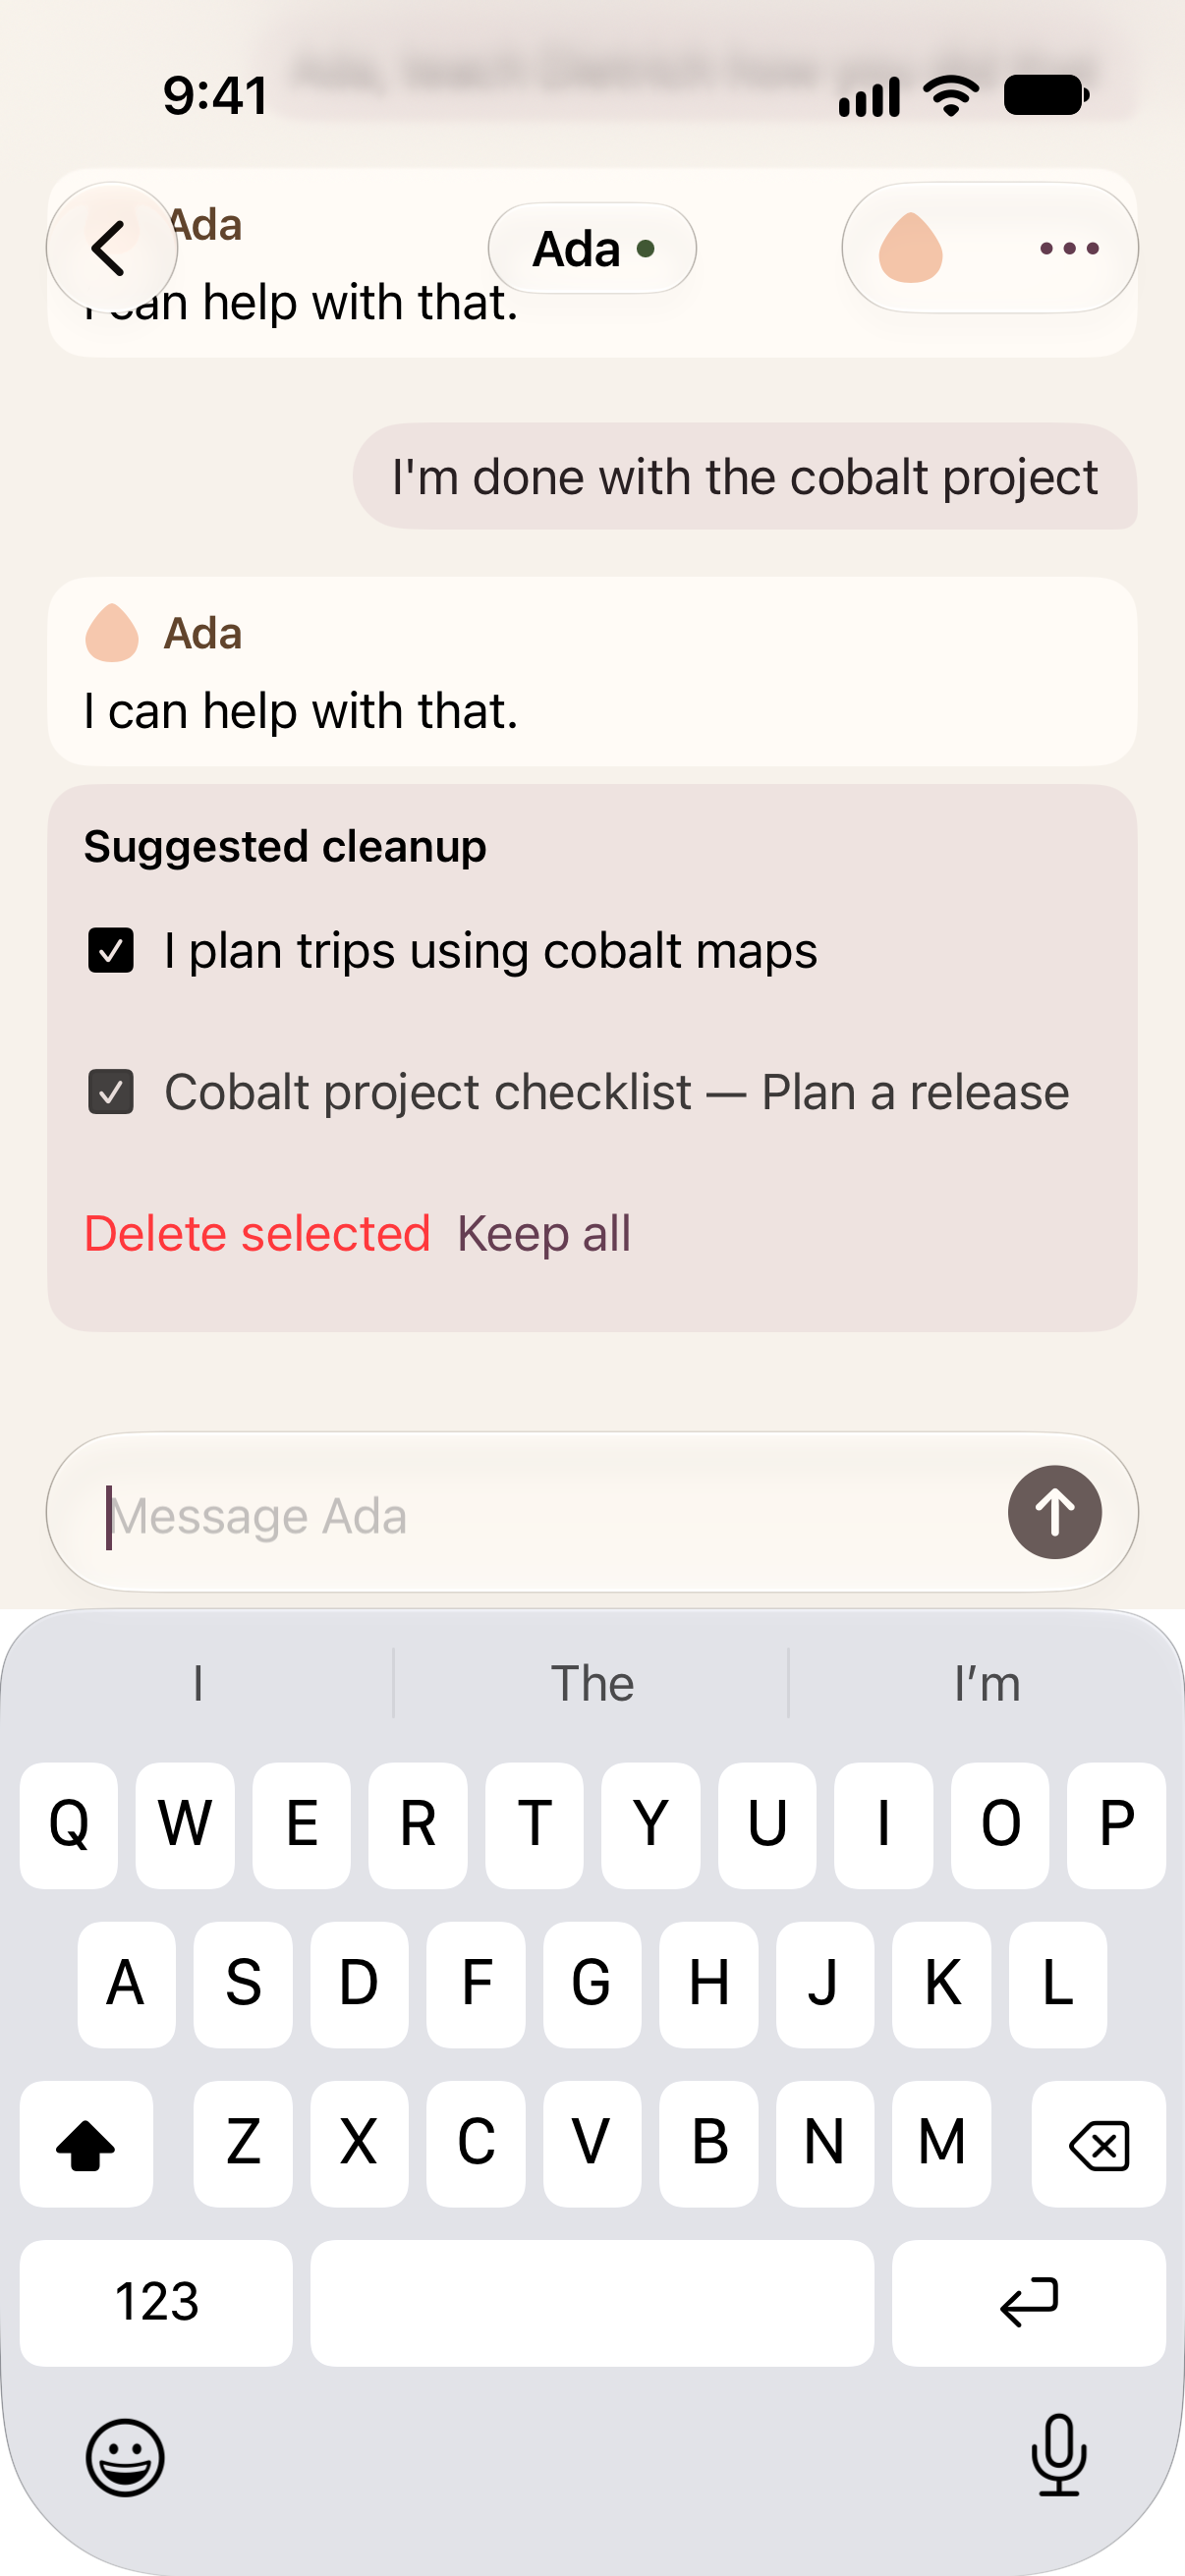 9:41
Ada
Ada
can help with that.
I'm done with the cobalt project
Ada
I can help with that.
Suggested cleanup
I plan trips using cobalt maps
Cobalt project checklist — Plan a release
Delete selected Keep all
Message Ada
I The I’m
Q W E R T Y U I O P
A S D F G H J K L
Z X C V B N M
123